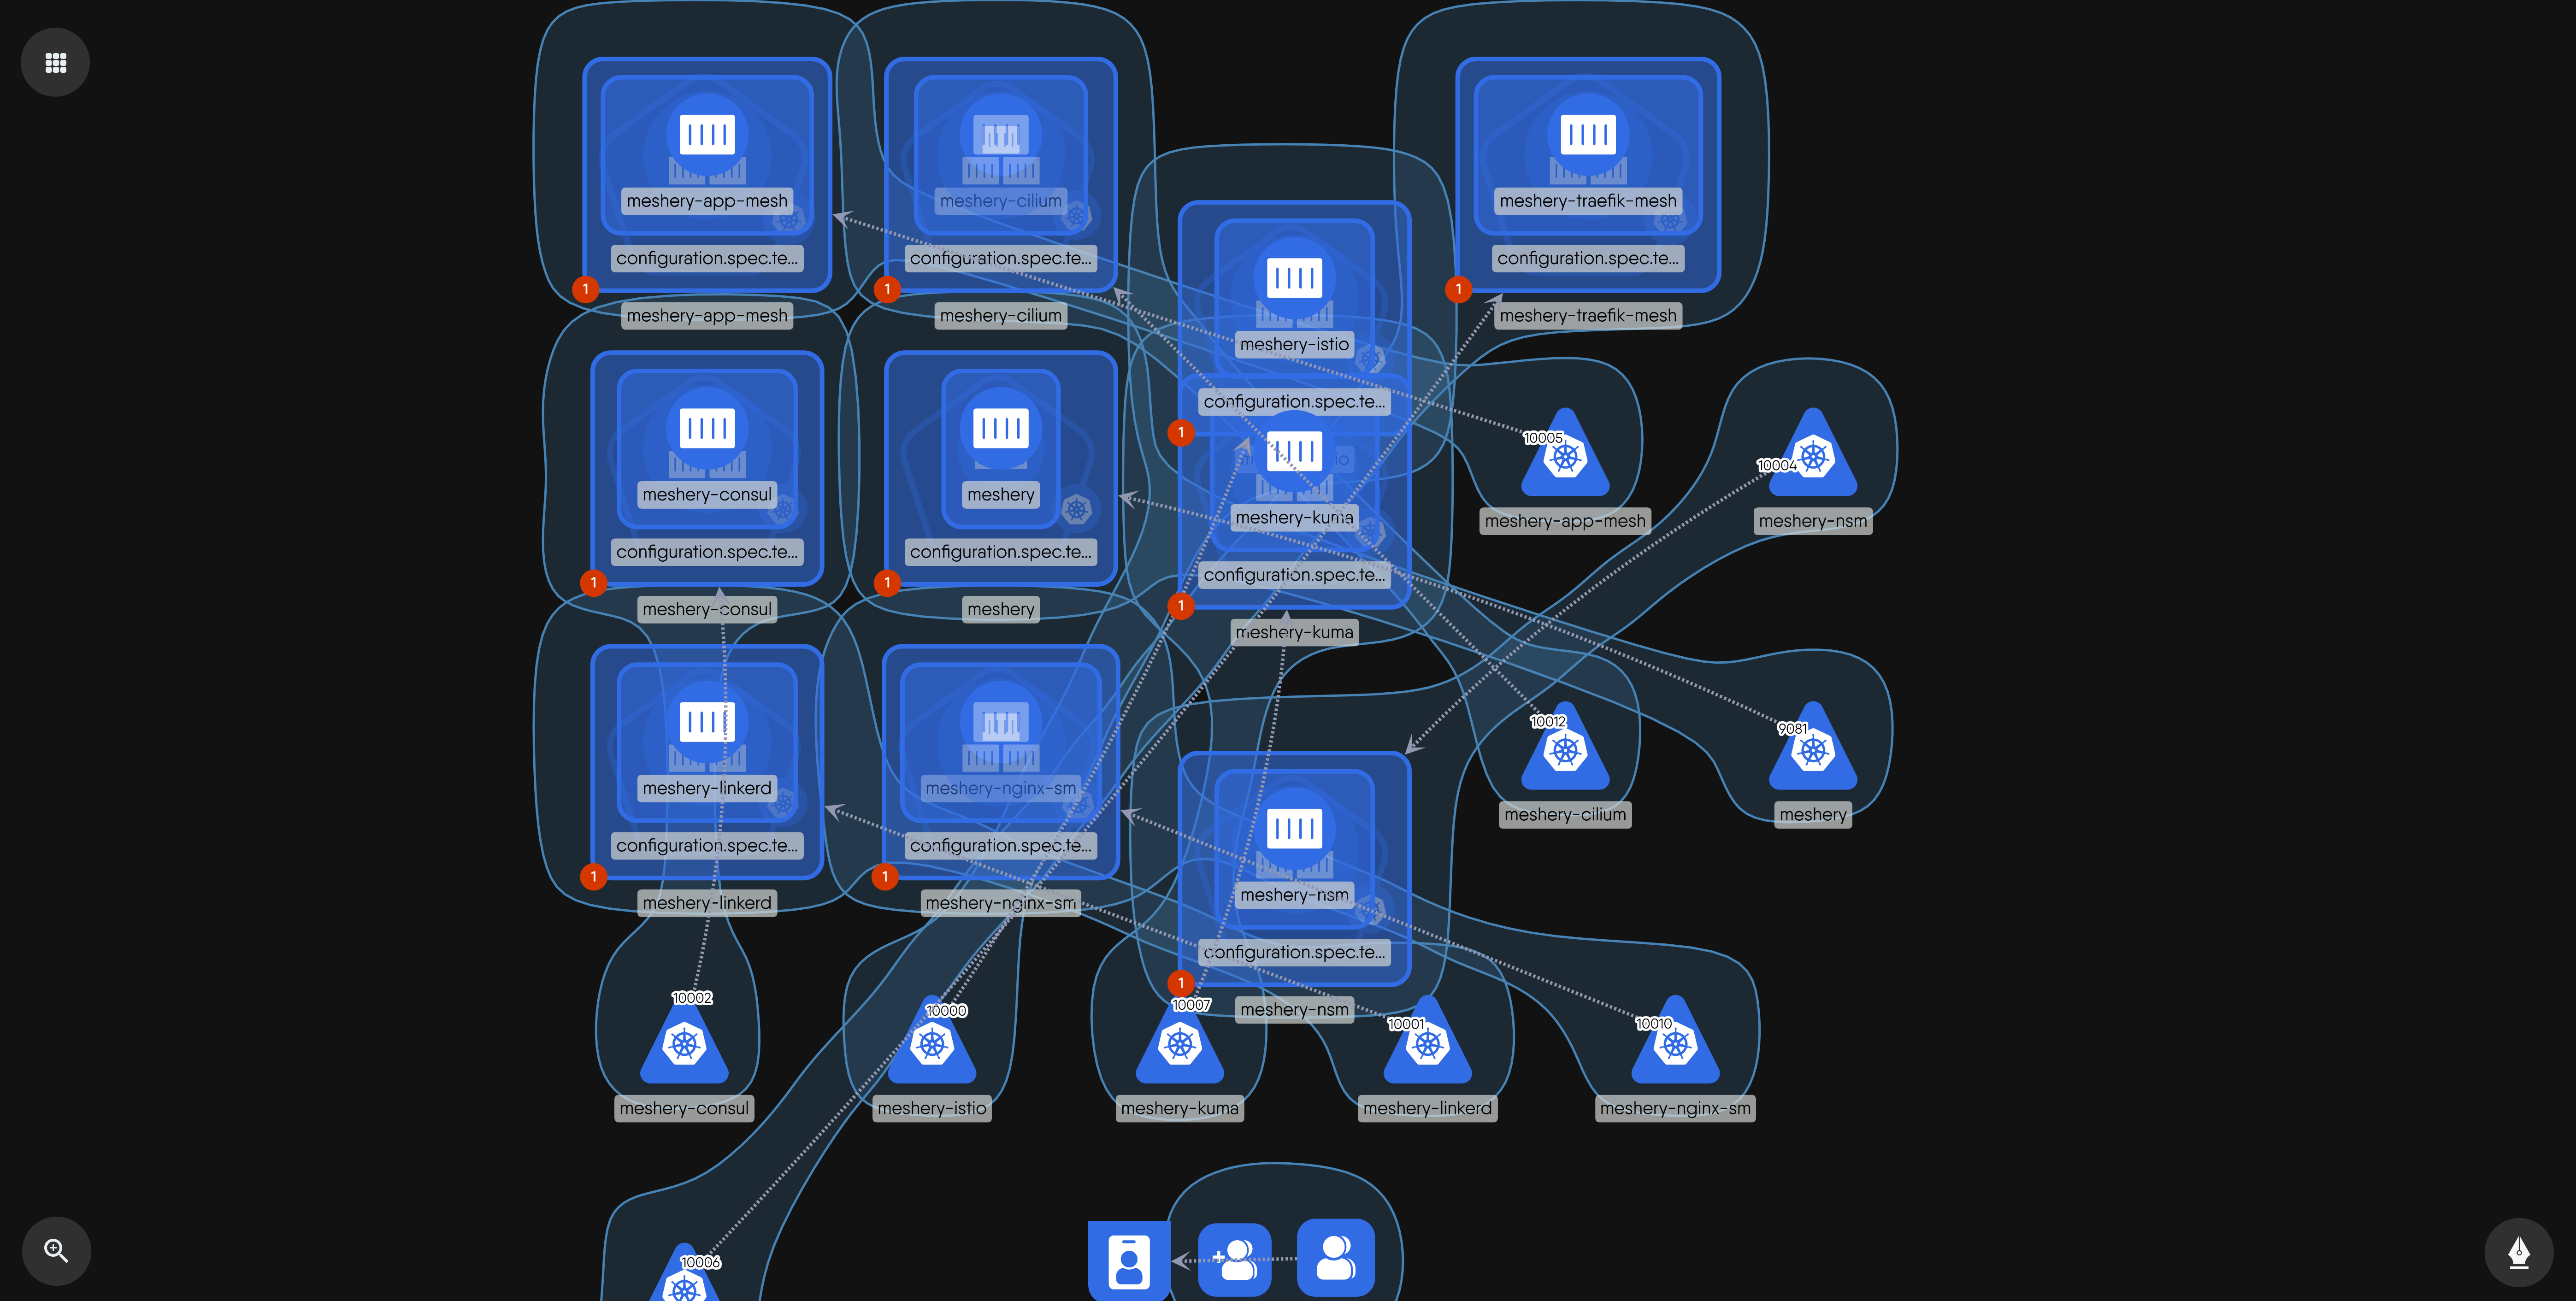 meshery-app-mesh
meshery-cilium
meshery-traefik-mesh
configuration.spec.te...
configuration.spec.te...
configuration.spec.te...
1
1
1
meshery-app-mesh
meshery-cilium
meshery-traefik-mesh
meshery-istio
configuration.spec.te...
1
10005
10004
meshery-consul
meshery
meshery-kuma
meshery-app-mesh
meshery-nsm
configuration.spec.te...
configuration.spec.te...
configuration.spec.te...
1
1
1
meshery-consul
meshery
meshery-kuma
10012
9081
meshery-linkerd
meshery-nginx-sm
meshery-cilium
meshery
configuration.spec.te...
configuration.spec.te...
1
1
meshery-nsm
meshery-linkerd
meshery-nginx-sm
configuration.spec.te...
1
meshery-nsm
10002
10000
10007
10001
10010
meshery-consul
meshery-istio
meshery-kuma
meshery-linkerd
meshery-nginx-sm
10006